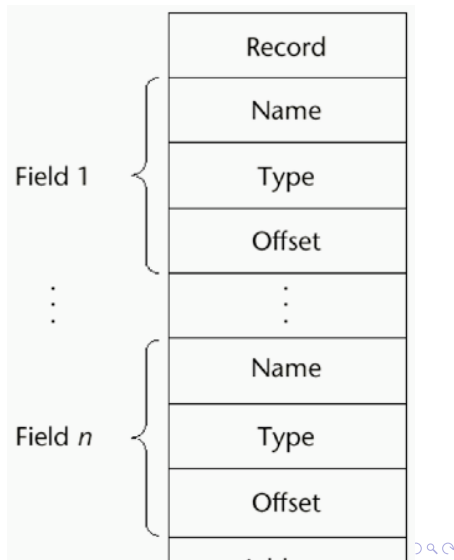 Record
Field 1
Name
Type
Offset
⋮ ⋮
Field n
Name
Type
Offset